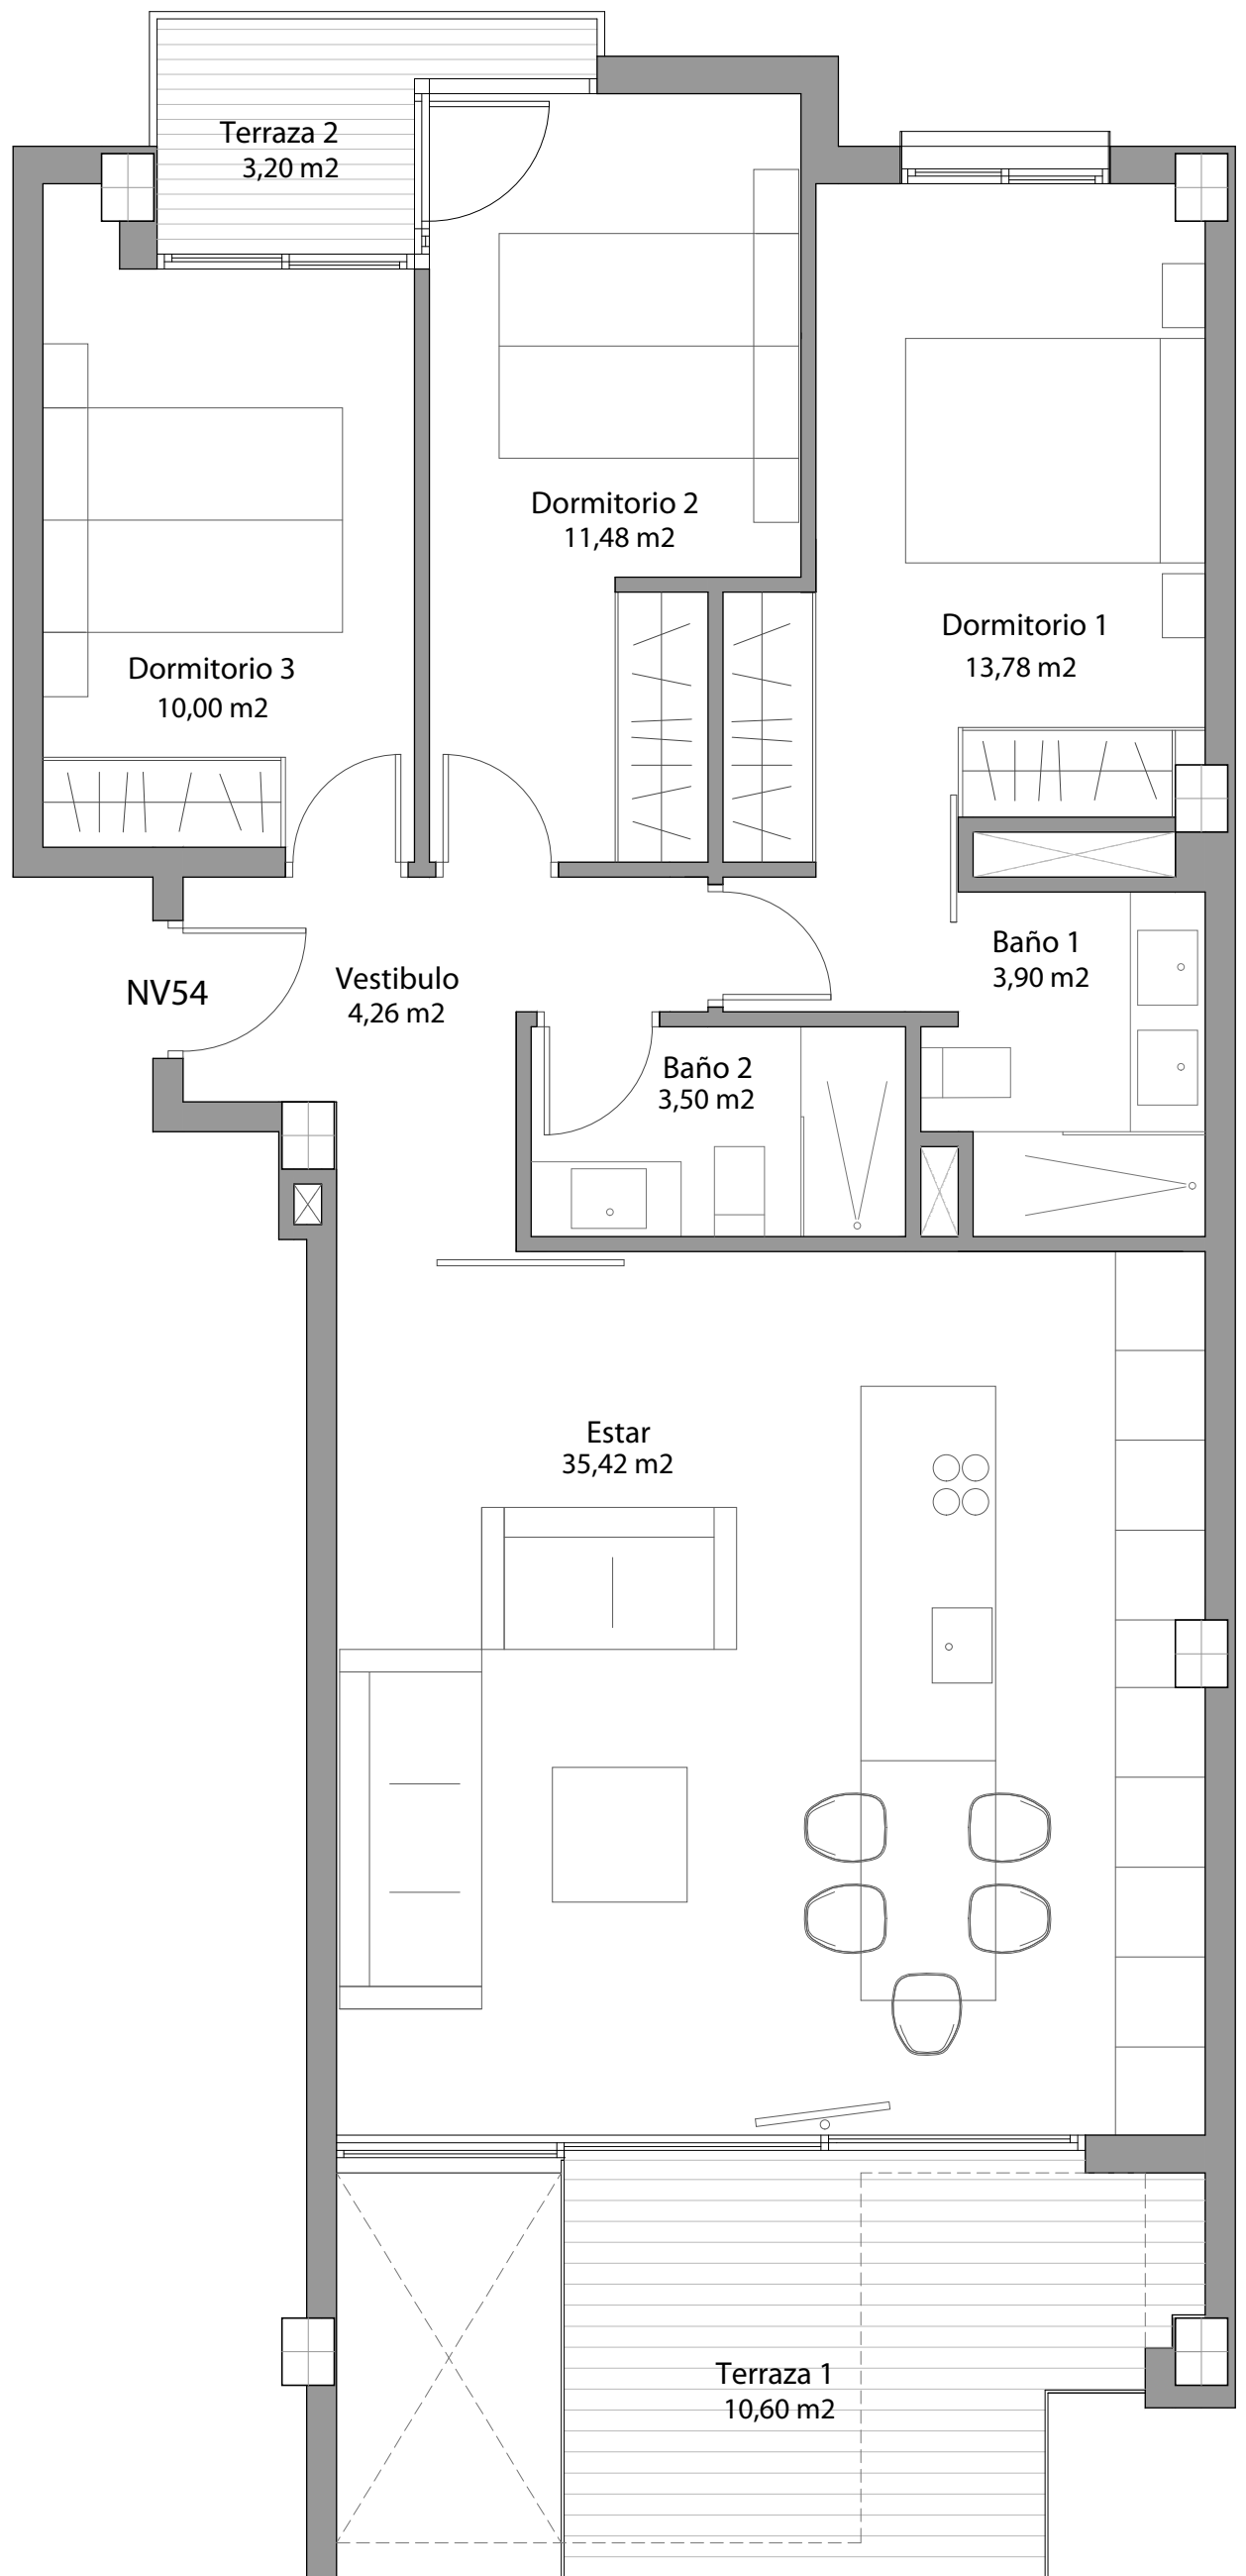 Terraza 2
3,20 m2
Dormitorio 2
11,48 m2
Dormitorio 1
13,78 m2
Dormitorio 3
10,00 m2
Baño 1
3,90 m2
NV54
Vestibulo
4,26 m2
Baño 2
3,50 m2
Estar
35,42 m2
Terraza 1
10,60 m2